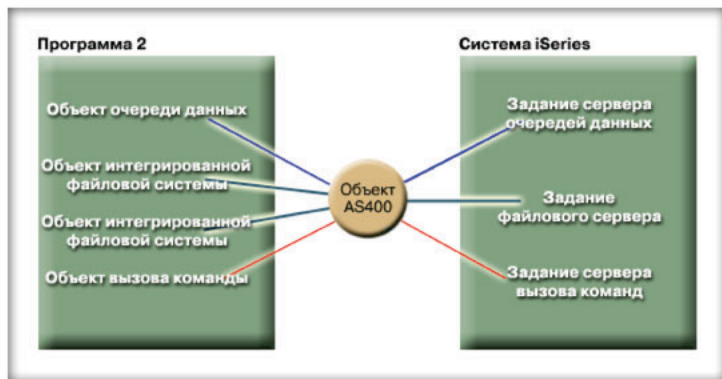 Программа 2
Объект очереди данных
Объект интегрированной
файловой системы
Объект интегрированной
файловой системы
Объект вызова команды
Объект
AS400
Система iSeries
Задание сервера
очередей данных
Задание
файлового сервера
Задание сервера
вызова команд